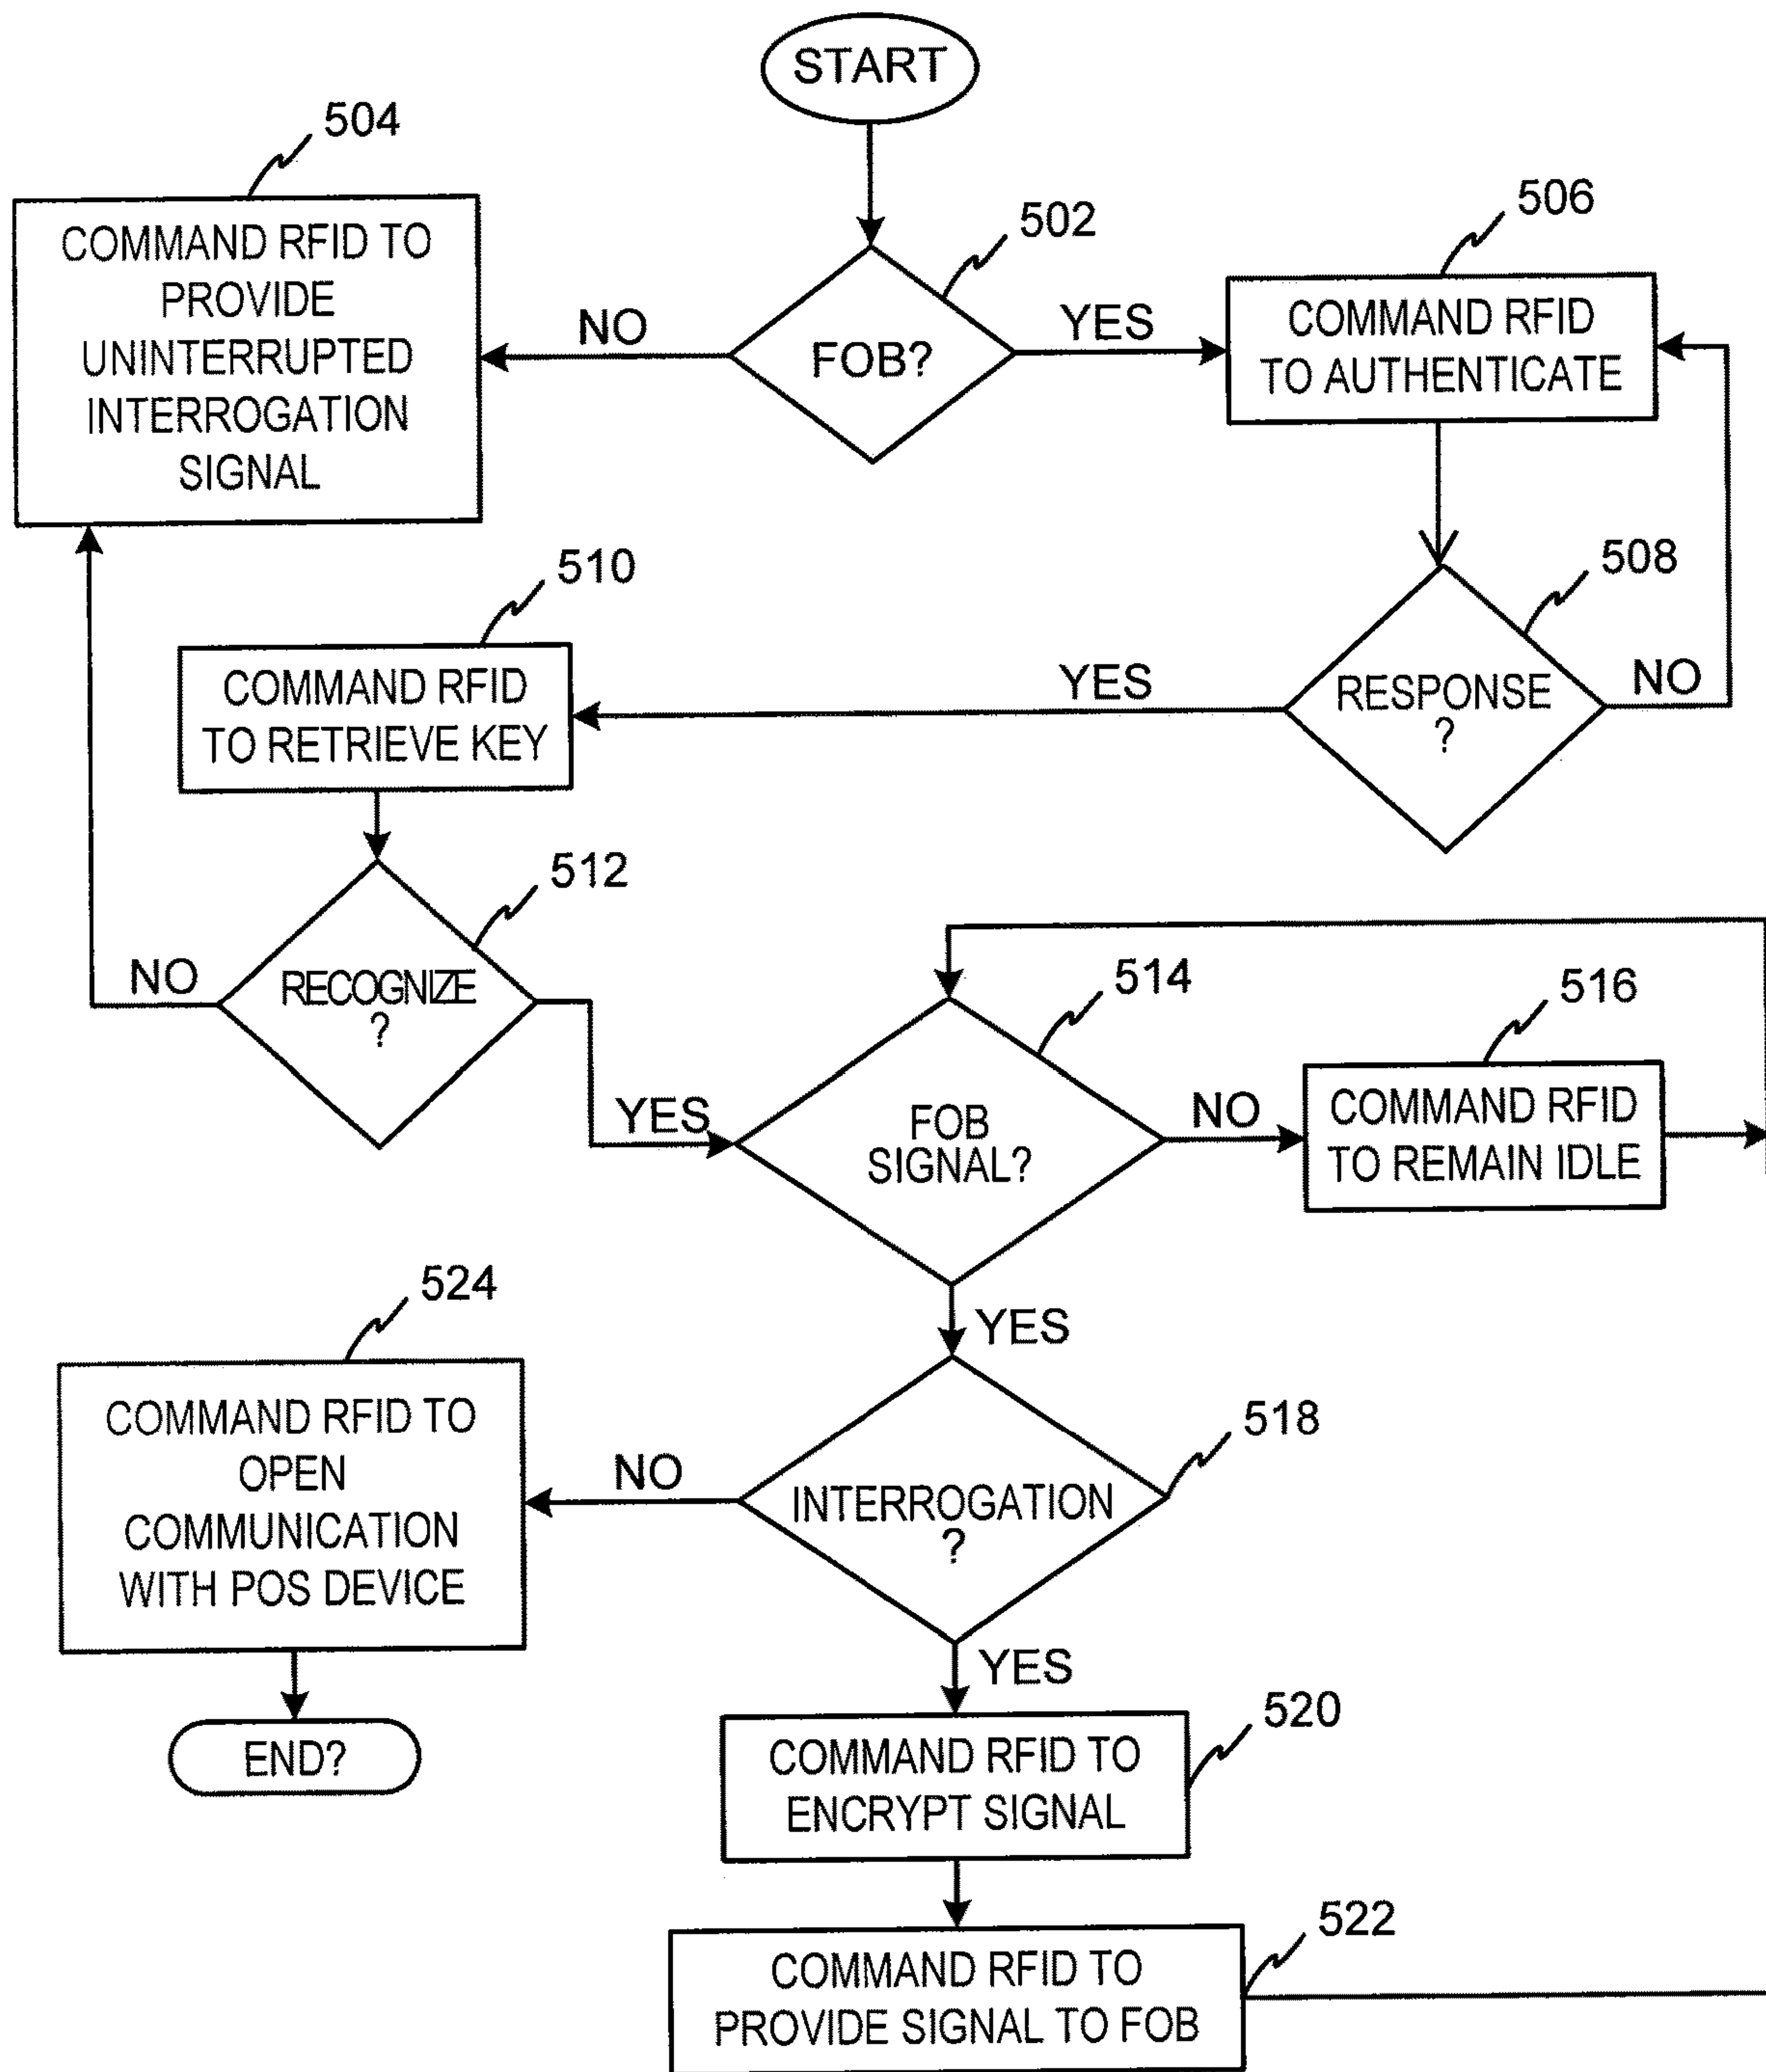 START
504
COMMAND RFID TO
PROVIDE
UNINTERRUPTED
INTERROGATION
SIGNAL
502
FOB?
NO
YES
506
COMMAND RFID
TO AUTHENTICATE
508
RESPONSE
?
NO
YES
510
COMMAND RFID
TO RETRIEVE KEY
512
RECOGNIZE
?
NO
YES
514
FOB
SIGNAL?
NO
516
COMMAND RFID
TO REMAIN IDLE
YES
518
INTERROGATION
?
NO
524
COMMAND RFID TO
OPEN
COMMUNICATION
WITH POS DEVICE
END?
YES
520
COMMAND RFID TO
ENCRYPT SIGNAL
522
COMMAND RFID TO
PROVIDE SIGNAL TO FOB